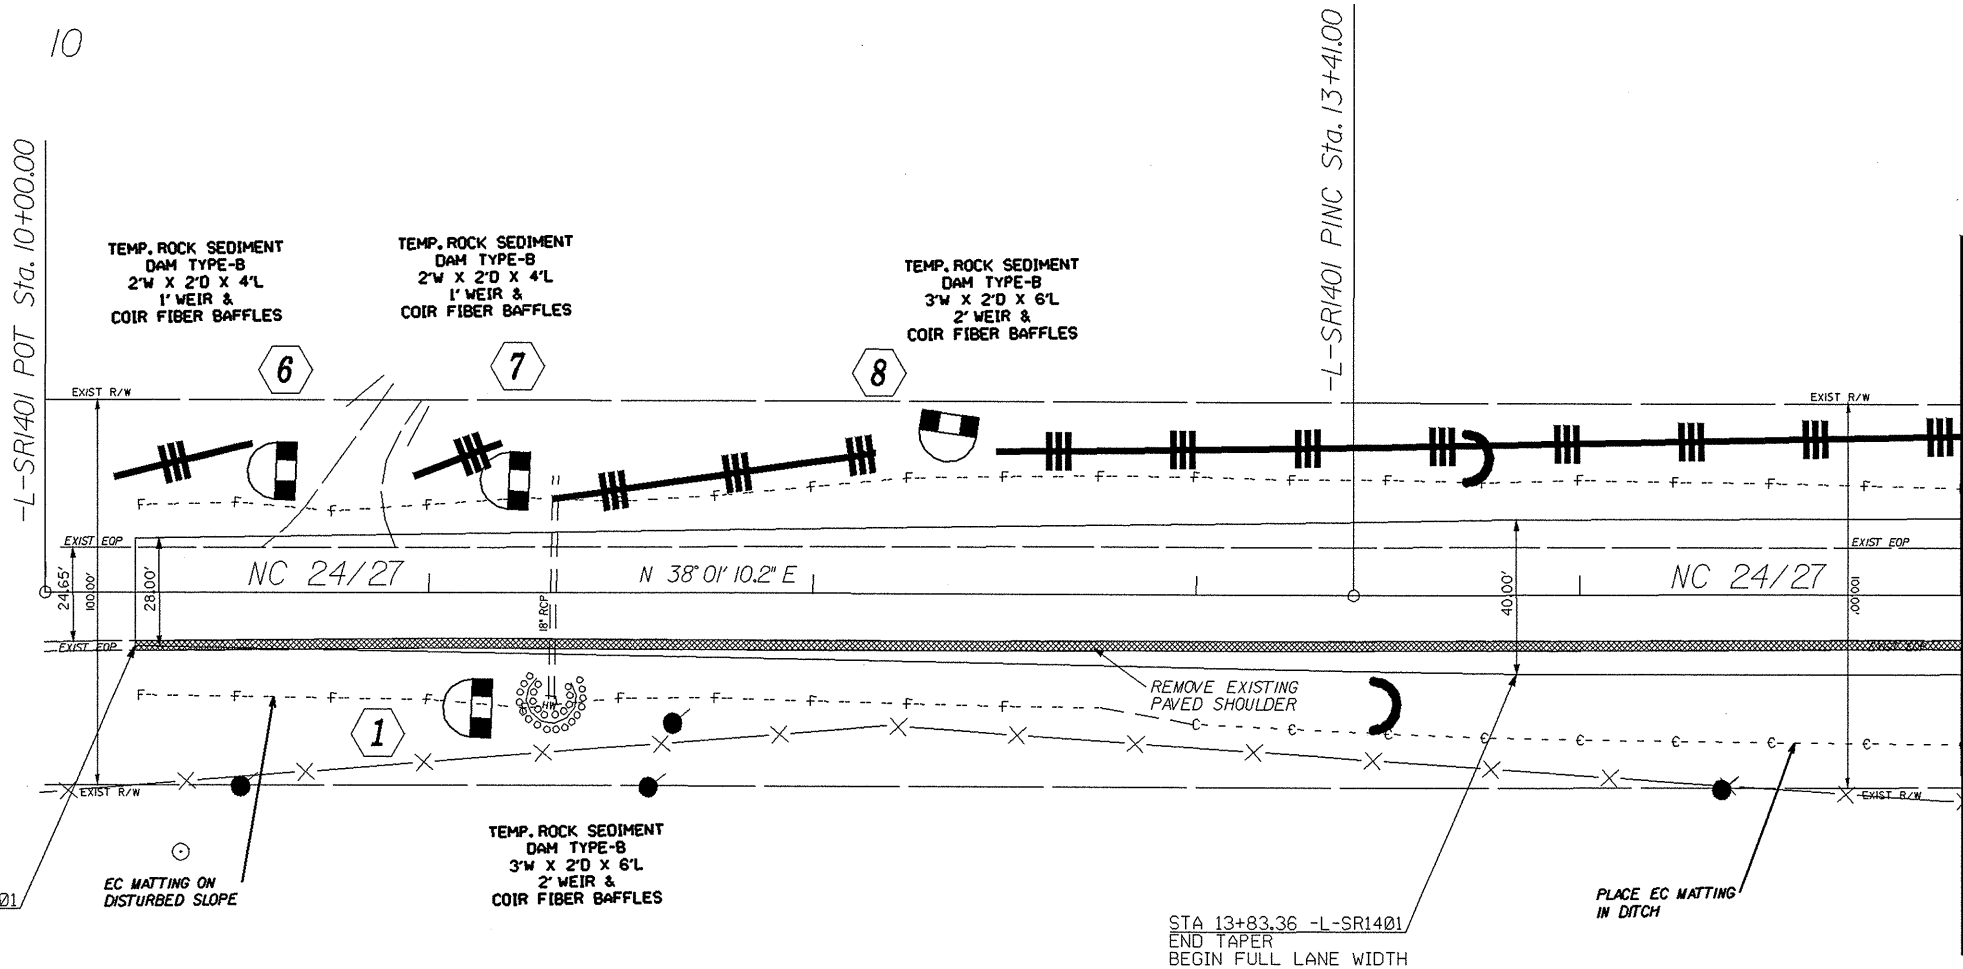 10
-L-SR1401 POT Sta. 10+00.00
-L-SR1401 PINC Sta. 13+41.00
TEMP. ROCK SEDIMENT
DAM TYPE-B
2'W X 2'D X 4'L
1' WEIR &
COIR FIBER BAFFLES
TEMP. ROCK SEDIMENT
DAM TYPE-B
2'W X 2'D X 4'L
1' WEIR &
COIR FIBER BAFFLES
TEMP. ROCK SEDIMENT
DAM TYPE-B
3'W X 2'D X 6'L
2' WEIR &
COIR FIBER BAFFLES
6
7
8
EXIST R/W
EXIST R/W
F F F F F F F F F F F F F F F
EXIST EOP
EXIST EOP
24.65'
100.00'
28.00'
NC 24/27
18" RCP
N 38° 01' 10.2" E
40.00'
NC 24/27
100.00'
EXIST EOP
EXIST EOP
REMOVE EXISTING
PAVED SHOULDER
F F F F F F F F F
HW
C C C C C C C C
1
EXIST R/W
EXIST R/W
TEMP. ROCK SEDIMENT
DAM TYPE-B
3'W X 2'D X 6'L
2' WEIR &
COIR FIBER BAFFLES
EC MATTING ON
DISTURBED SLOPE
01
PLACE EC MATTING
IN DITCH
STA 13+83.36 -L-SR1401
END TAPER
BEGIN FULL LANE WIDTH